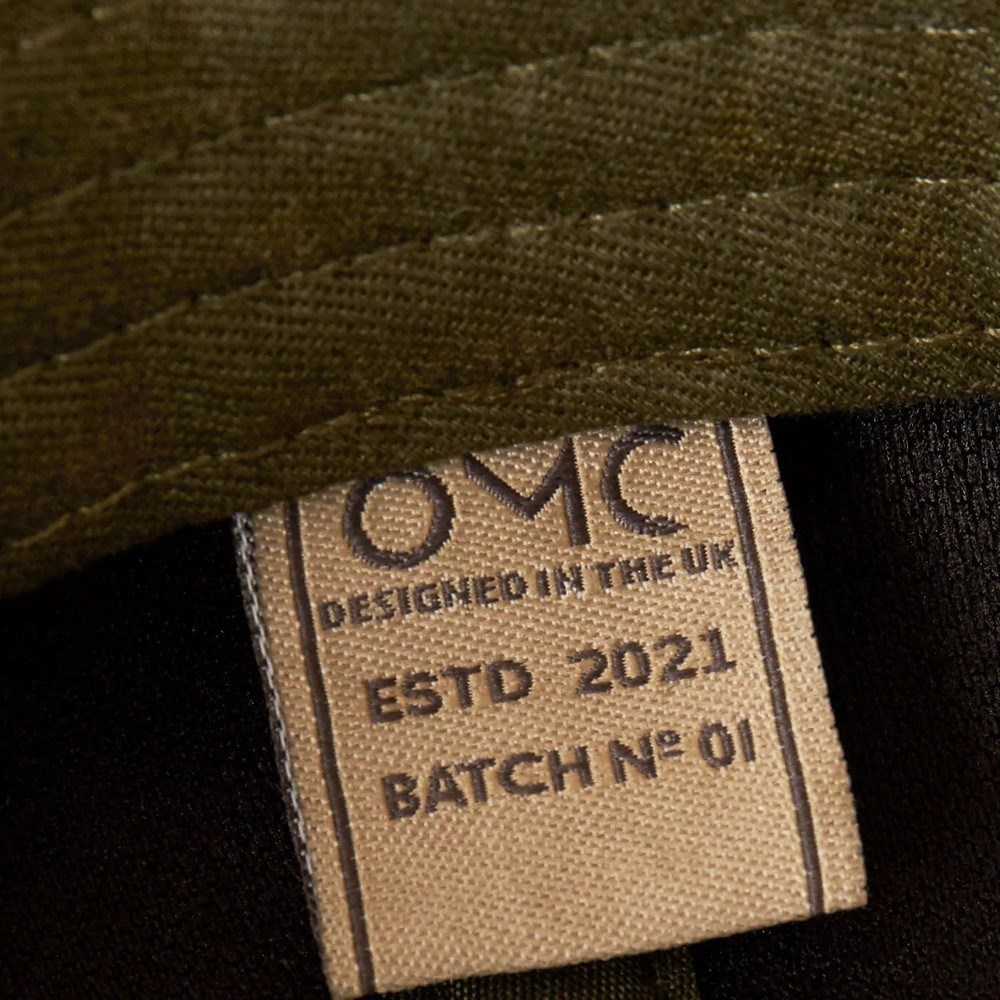 OMC
DESIGNED IN THE UK
ESTD 2021
BATCH Nº 01